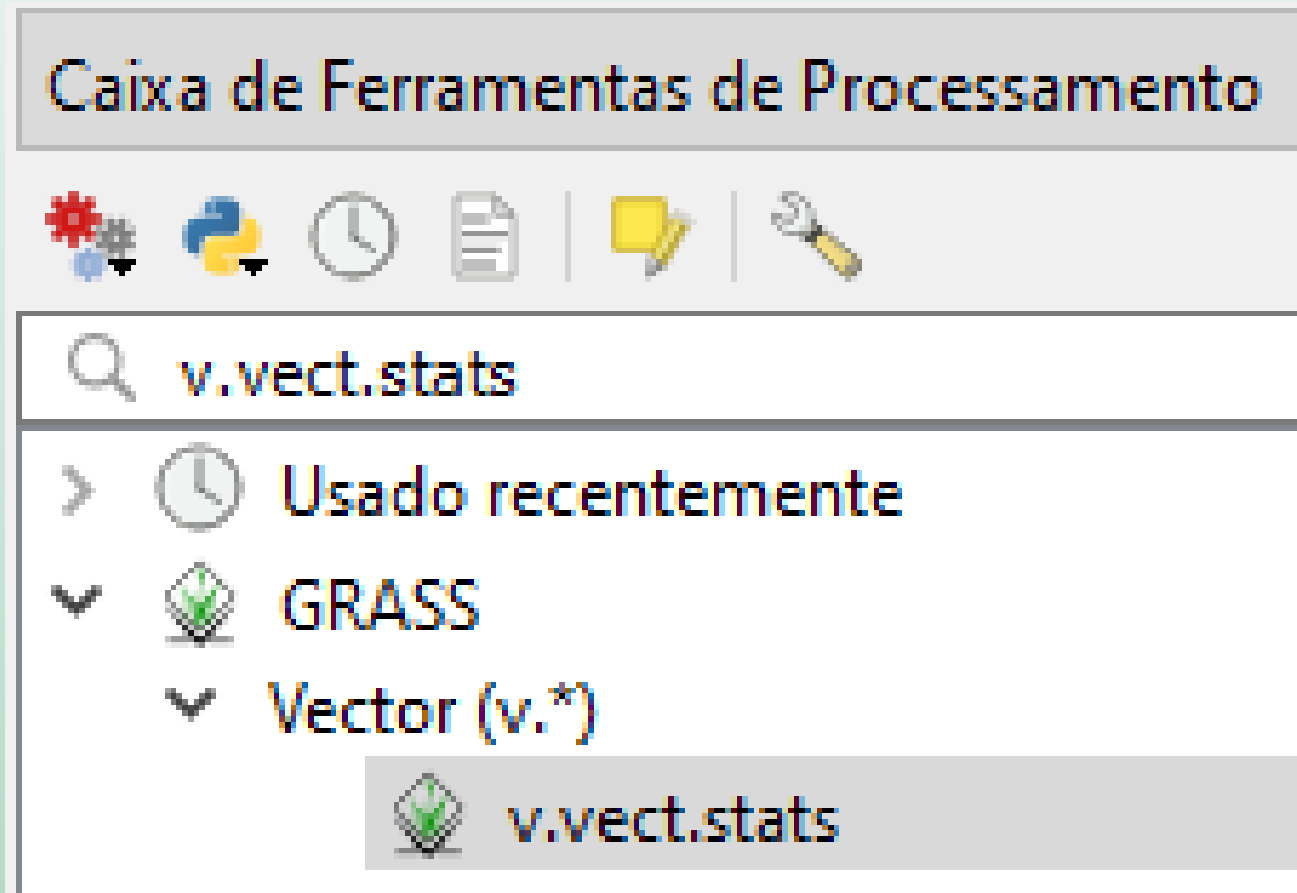 Caixa de Ferramentas de Processamento
v.vect.stats
Usado recentemente
GRASS
Vector (v.*)
v.vect.stats